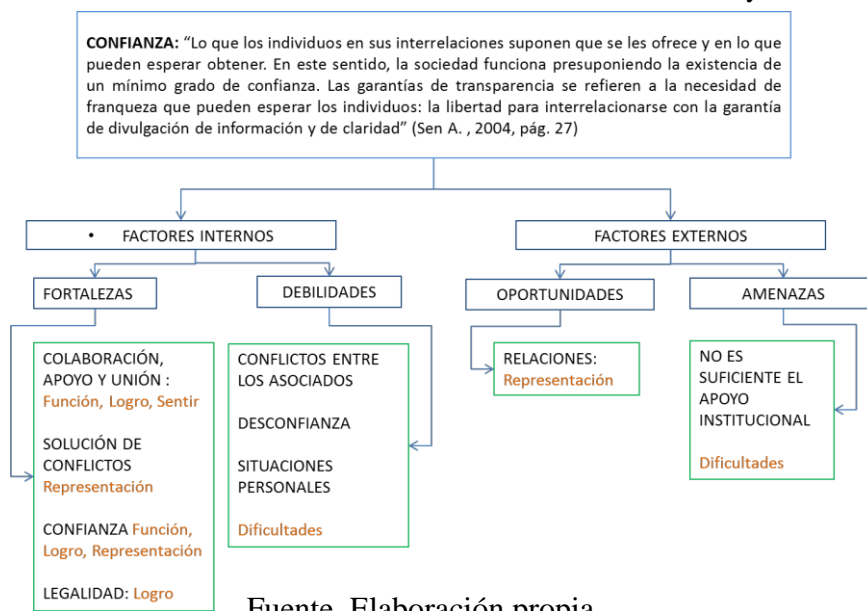 CONFIANZA: “Lo que los individuos en sus interrelaciones suponen que se les ofrece y en lo que
pueden esperar obtener. En este sentido, la sociedad funciona presuponiendo la existencia de
un mínimo grado de confianza. Las garantías de transparencia se refieren a la necesidad de
franqueza que pueden esperar los individuos: la libertad para interrelacionarse con la garantía
de divulgación de información y de claridad” (Sen A. , 2004, pág. 27)
• FACTORES INTERNOS
FACTORES EXTERNOS
FORTALEZAS
DEBILIDADES
OPORTUNIDADES
AMENAZAS
COLABORACIÓN,
APOYO Y UNIÓN :
Función, Logro, Sentir
SOLUCIÓN DE
CONFLICTOS
Representación
CONFIANZA Función,
Logro, Representación
LEGALIDAD: Logro
CONFLICTOS ENTRE
LOS ASOCIADOS
DESCONFIANZA
SITUACIONES
PERSONALES
Dificultades
RELACIONES:
Representación
NO ES
SUFICIENTE EL
APOYO
INSTITUCIONAL
Dificultades
Fuente. Elaboración propia